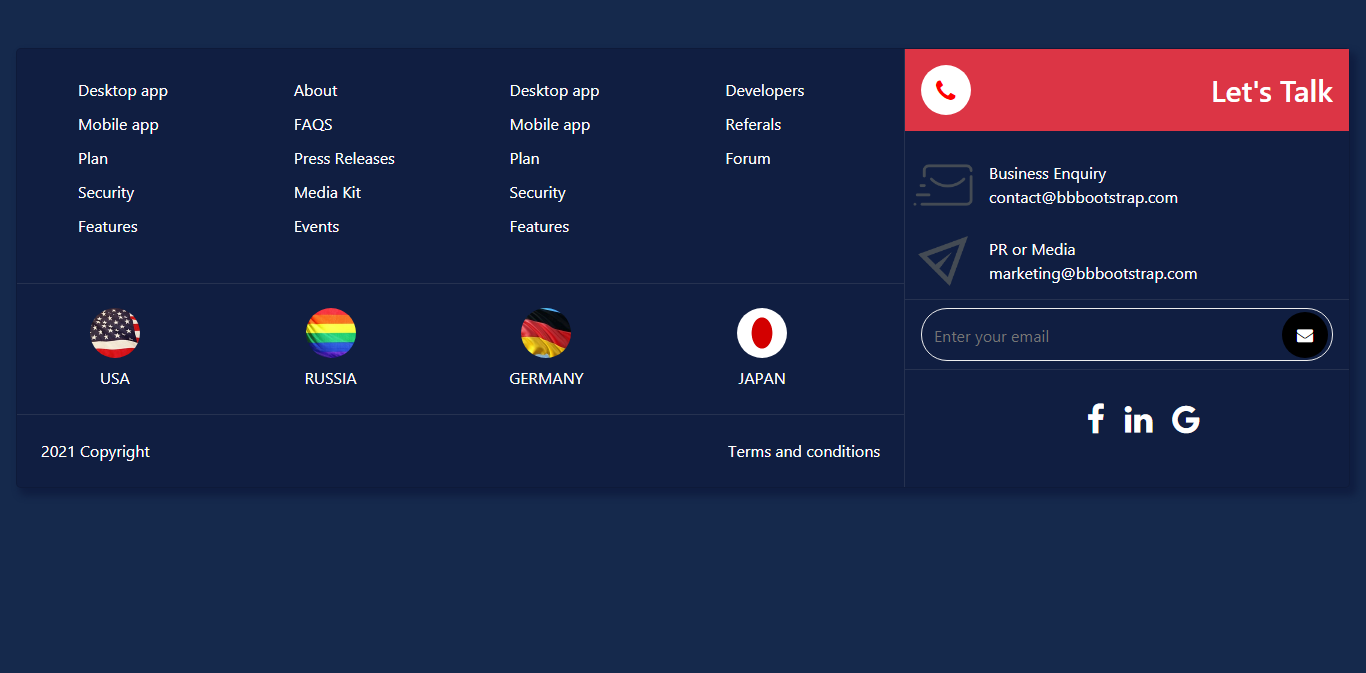 Desktop app
Mobile app
Plan
Security
Features
About
FAQS
Press Releases
Media Kit
Events
Desktop app
Mobile app
Plan
Security
Features
Developers
Referals
Forum
USA
RUSSIA
GERMANY
JAPAN
2021 Copyright
Terms and conditions
Let's Talk
Business Enquiry
contact@bbbootstrap.com
PR or Media
marketing@bbbootstrap.com
Enter your email